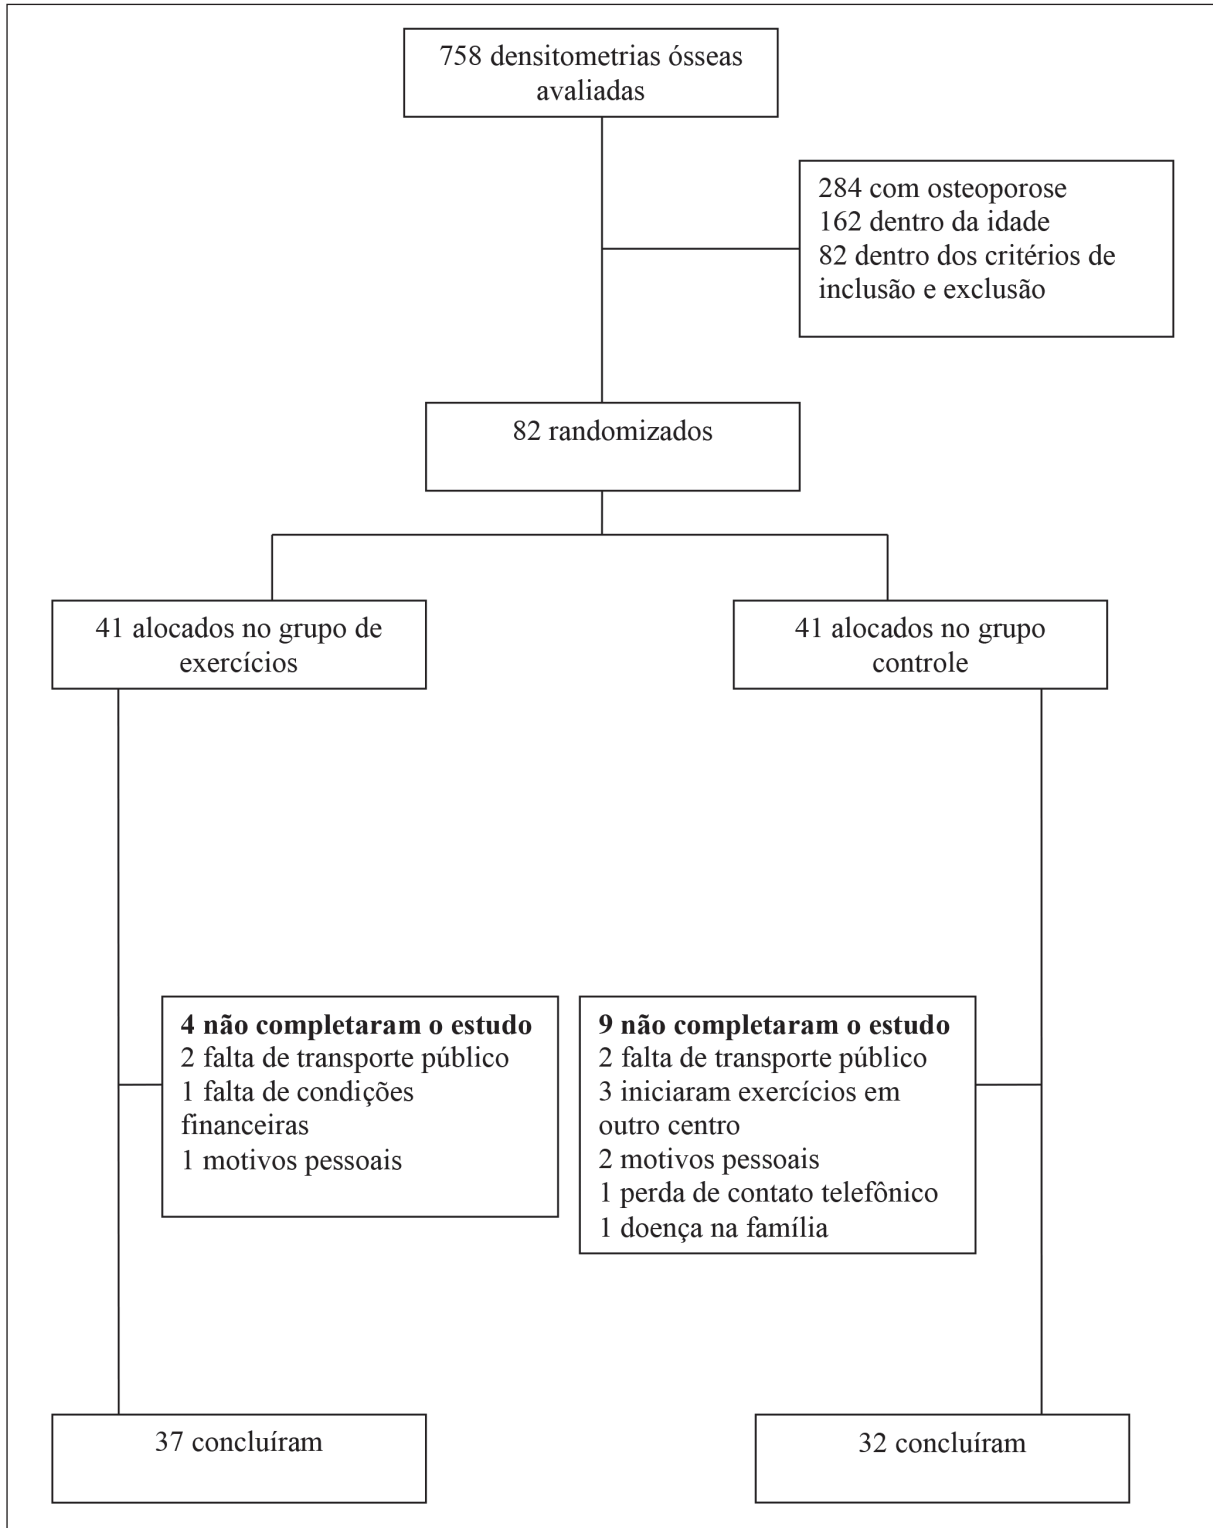 758 densitometrias ósseas
avaliadas
284 com osteoporose
162 dentro da idade
82 dentro dos critérios de
inclusão e exclusão
82 randomizados
41 alocados no grupo de
exercícios
41 alocados no grupo
controle
4 não completaram o estudo
2 falta de transporte público
1 falta de condições
financeiras
1 motivos pessoais
9 não completaram o estudo
2 falta de transporte público
3 iniciaram exercícios em
outro centro
2 motivos pessoais
1 perda de contato telefônico
1 doença na família
37 concluíram
32 concluíram